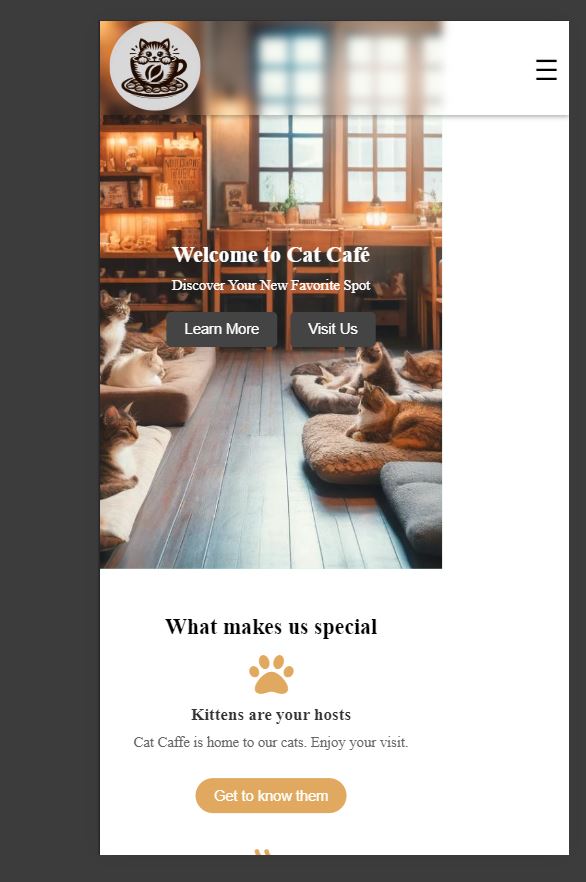 Welcome to Cat Café
Discover Your New Favorite Spot
Learn More
Visit Us
What makes us special
Kittens are your hosts
Cat Caffe is home to our cats. Enjoy your visit.
Get to know them